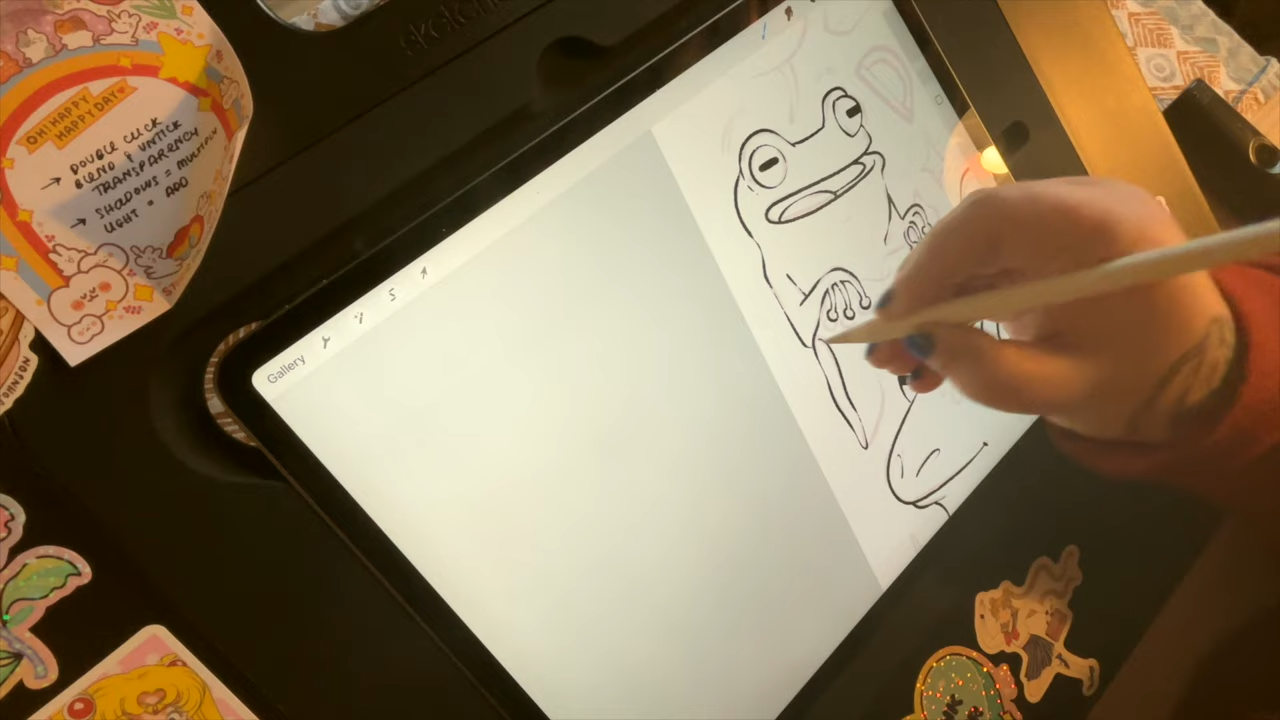 OH! HAPPY
HAPPY DAY
→ DOUBLE CLICK
BLEND & UNTICK
TRANSPARENCY
→ SHADOWS = MULTIPLY
LIGHT = ADD
Gallery